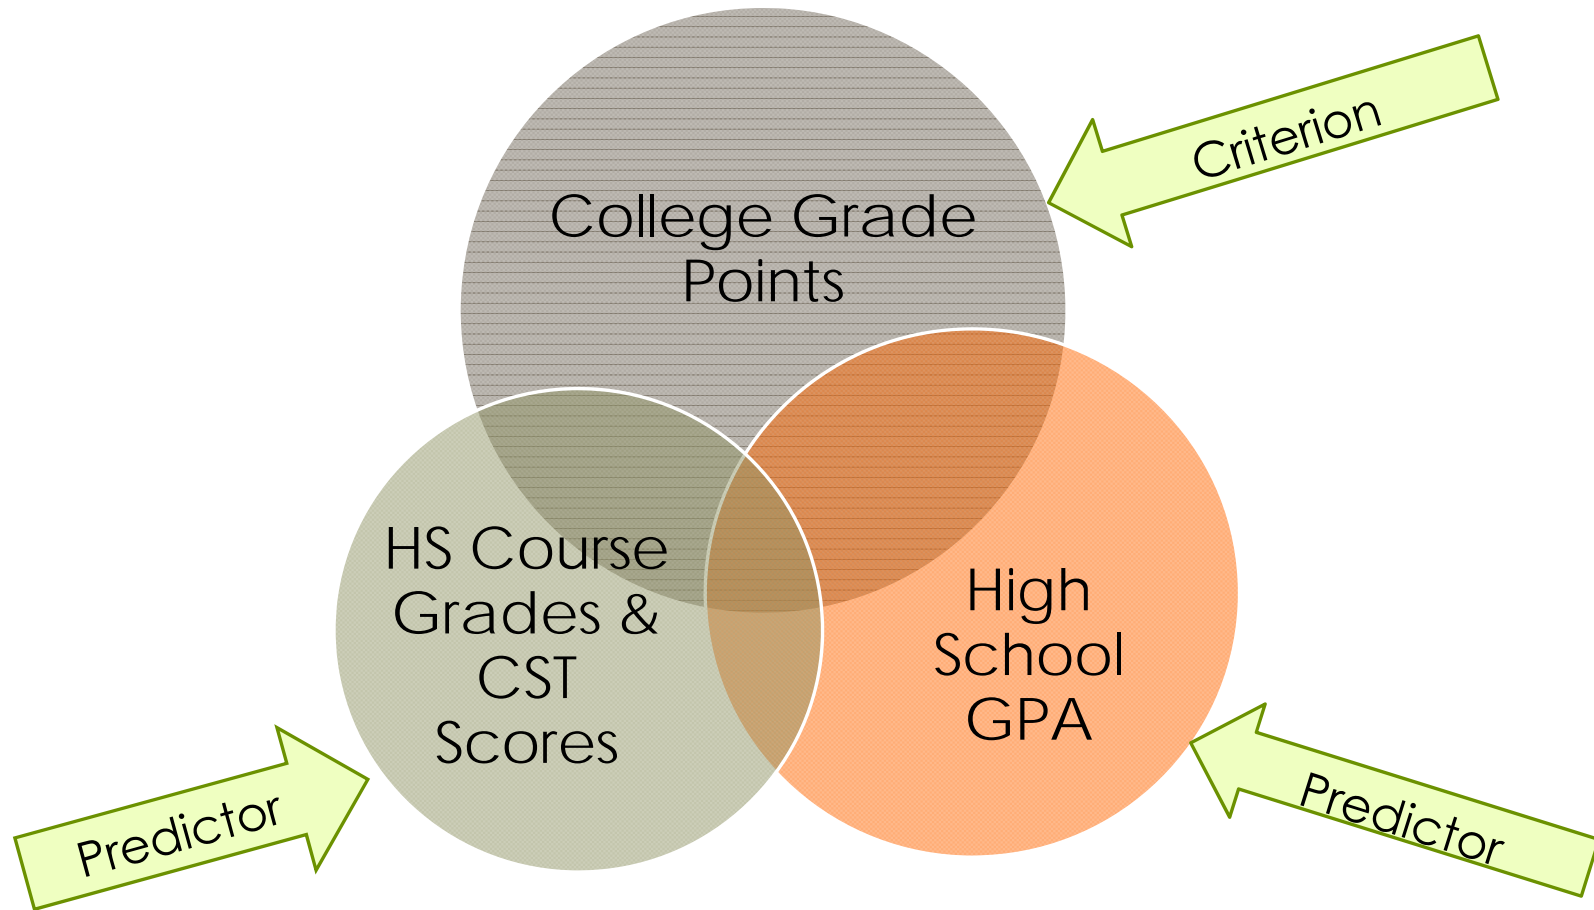 Criterion
College Grade
Points
HS Course
Grades &
CST
Scores
High
School
GPA
Predictor
Predictor